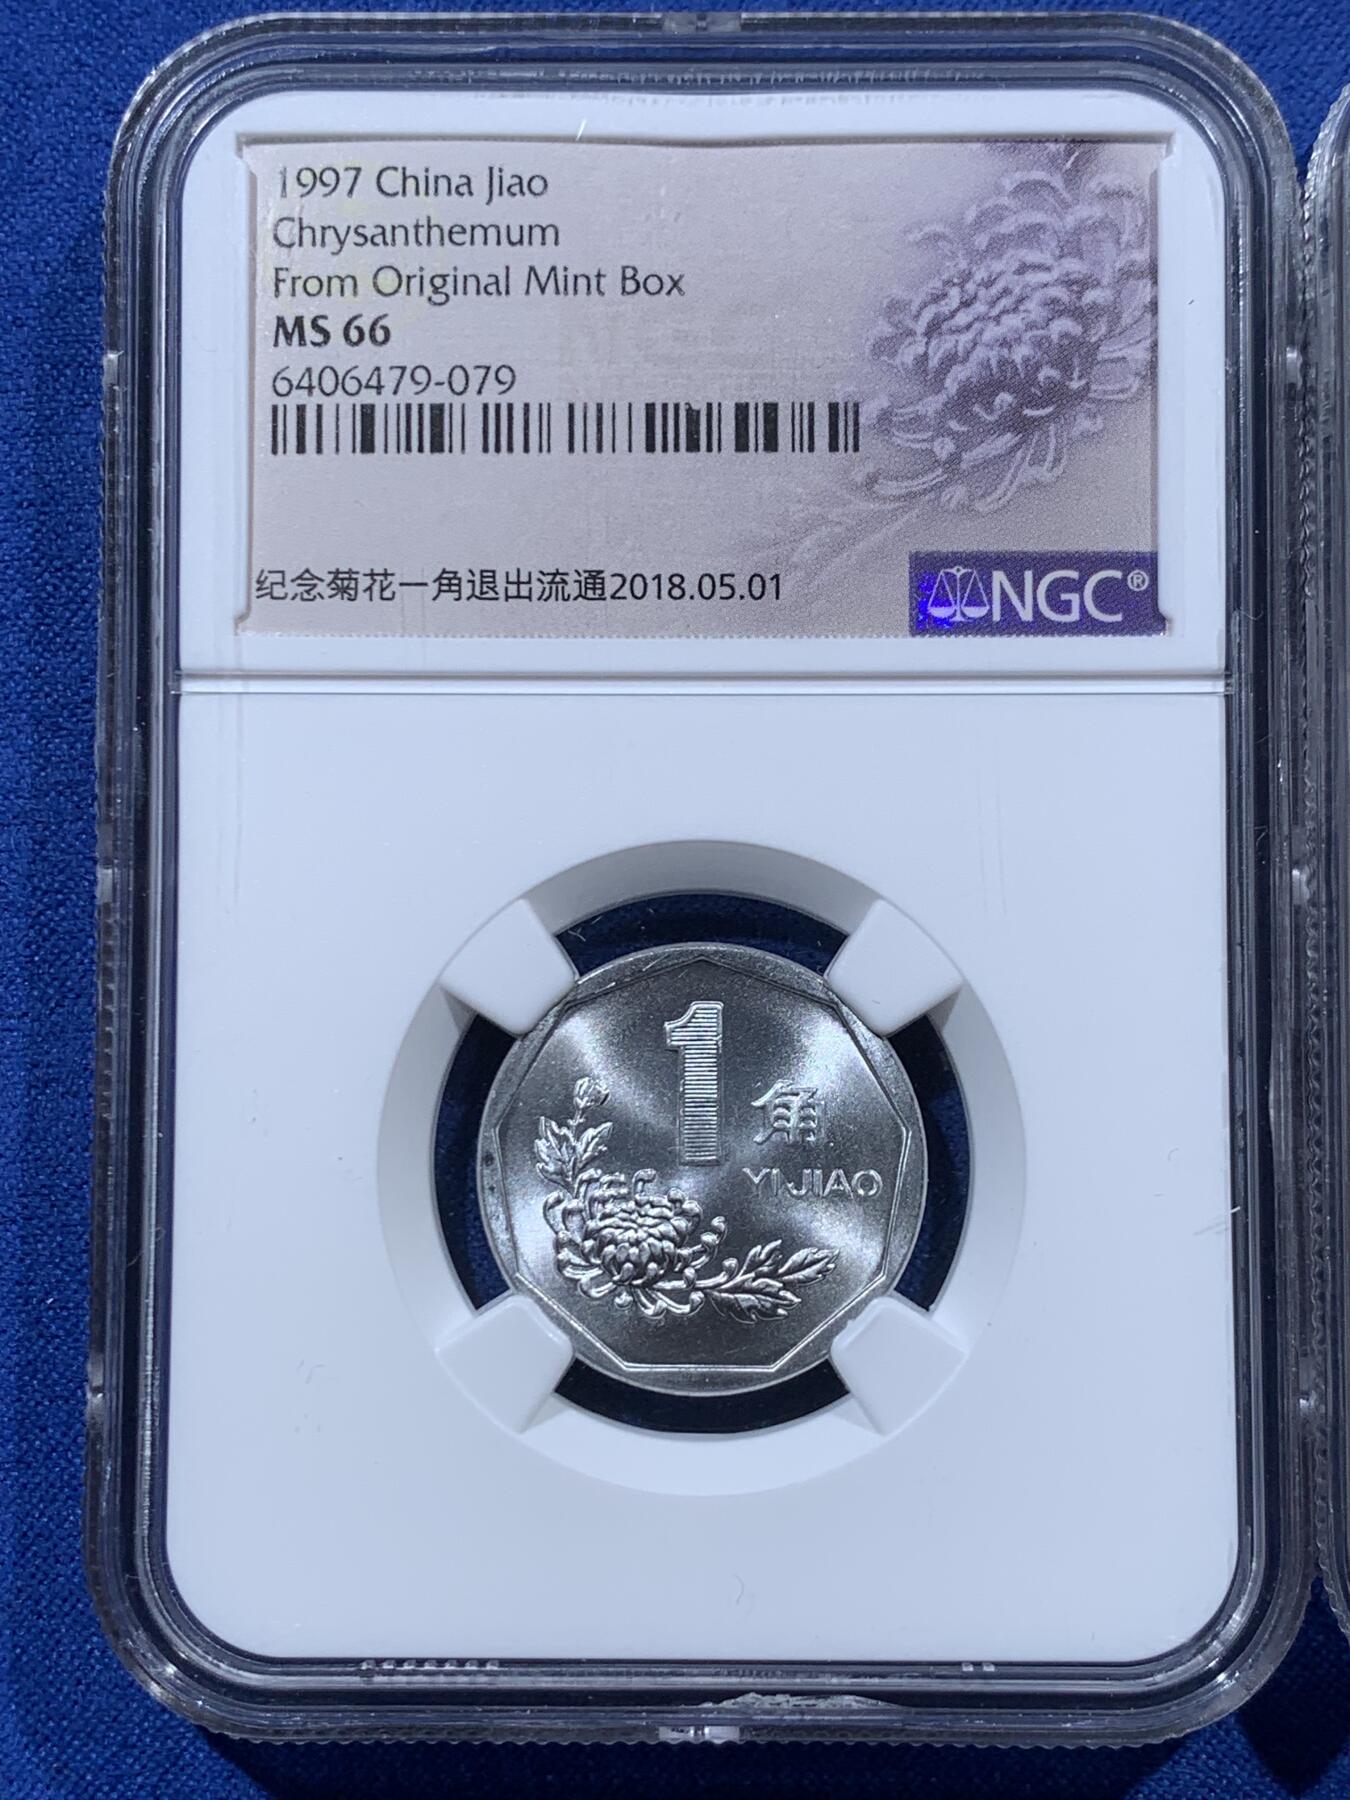 1997 China Jiao
Chrysanthemum
From Original Mint Box
MS 66
6406479-079
纪念菊花一角退出流通2018.05.01
NGC®
1
角
YI JIAO